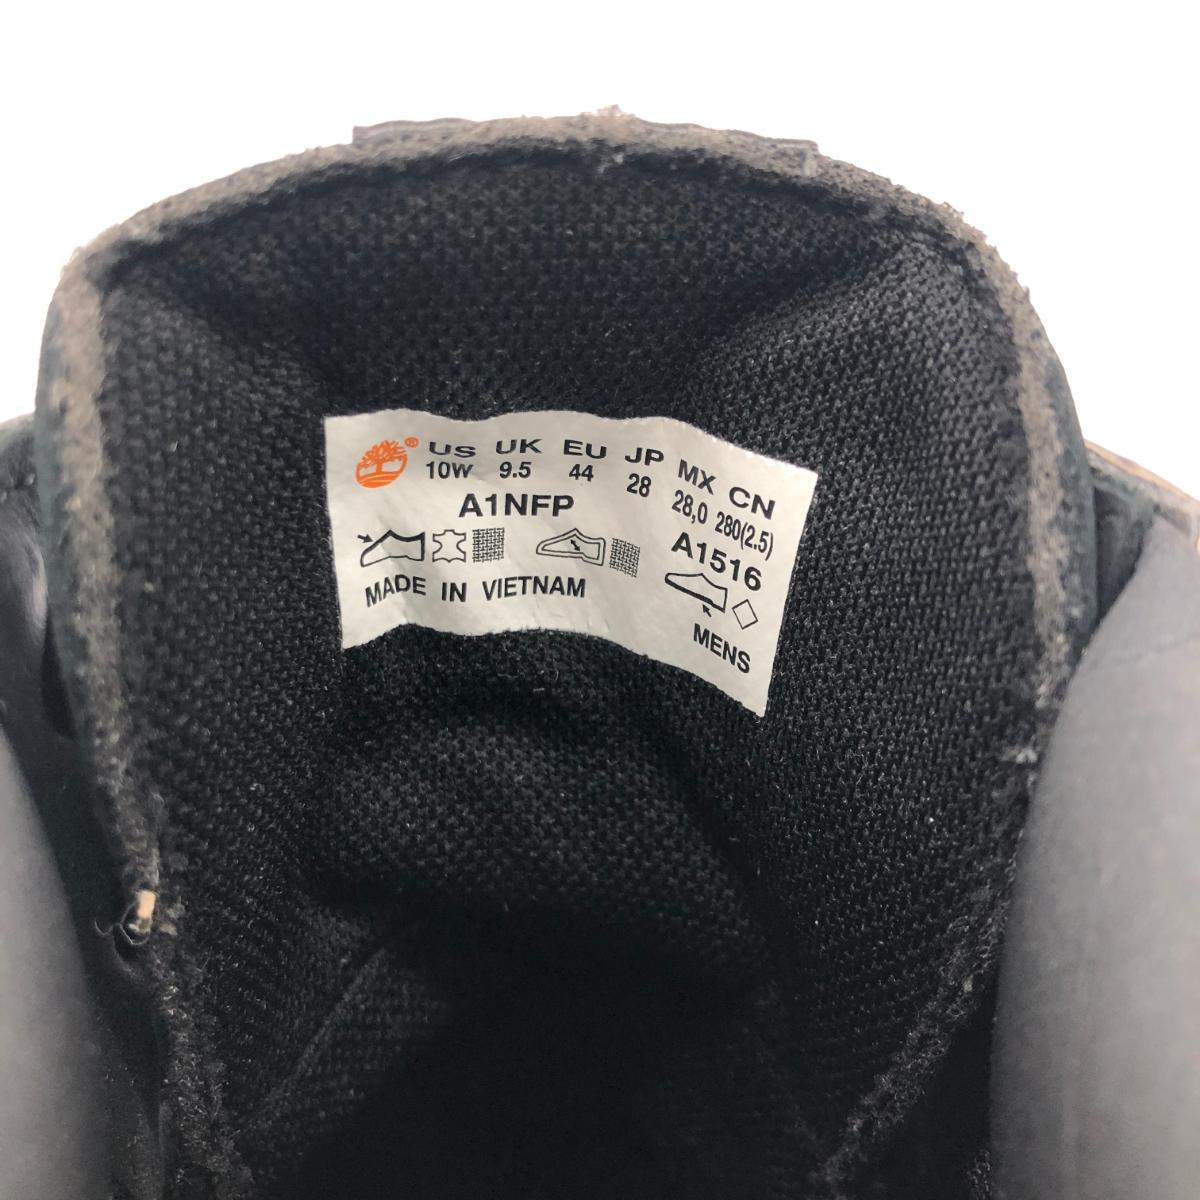 ® US UK EU JP MX CN
10W 9.5 44 28 28,0 280(2.5)
A1NFP A1516
MADE IN VIETNAM
MENS